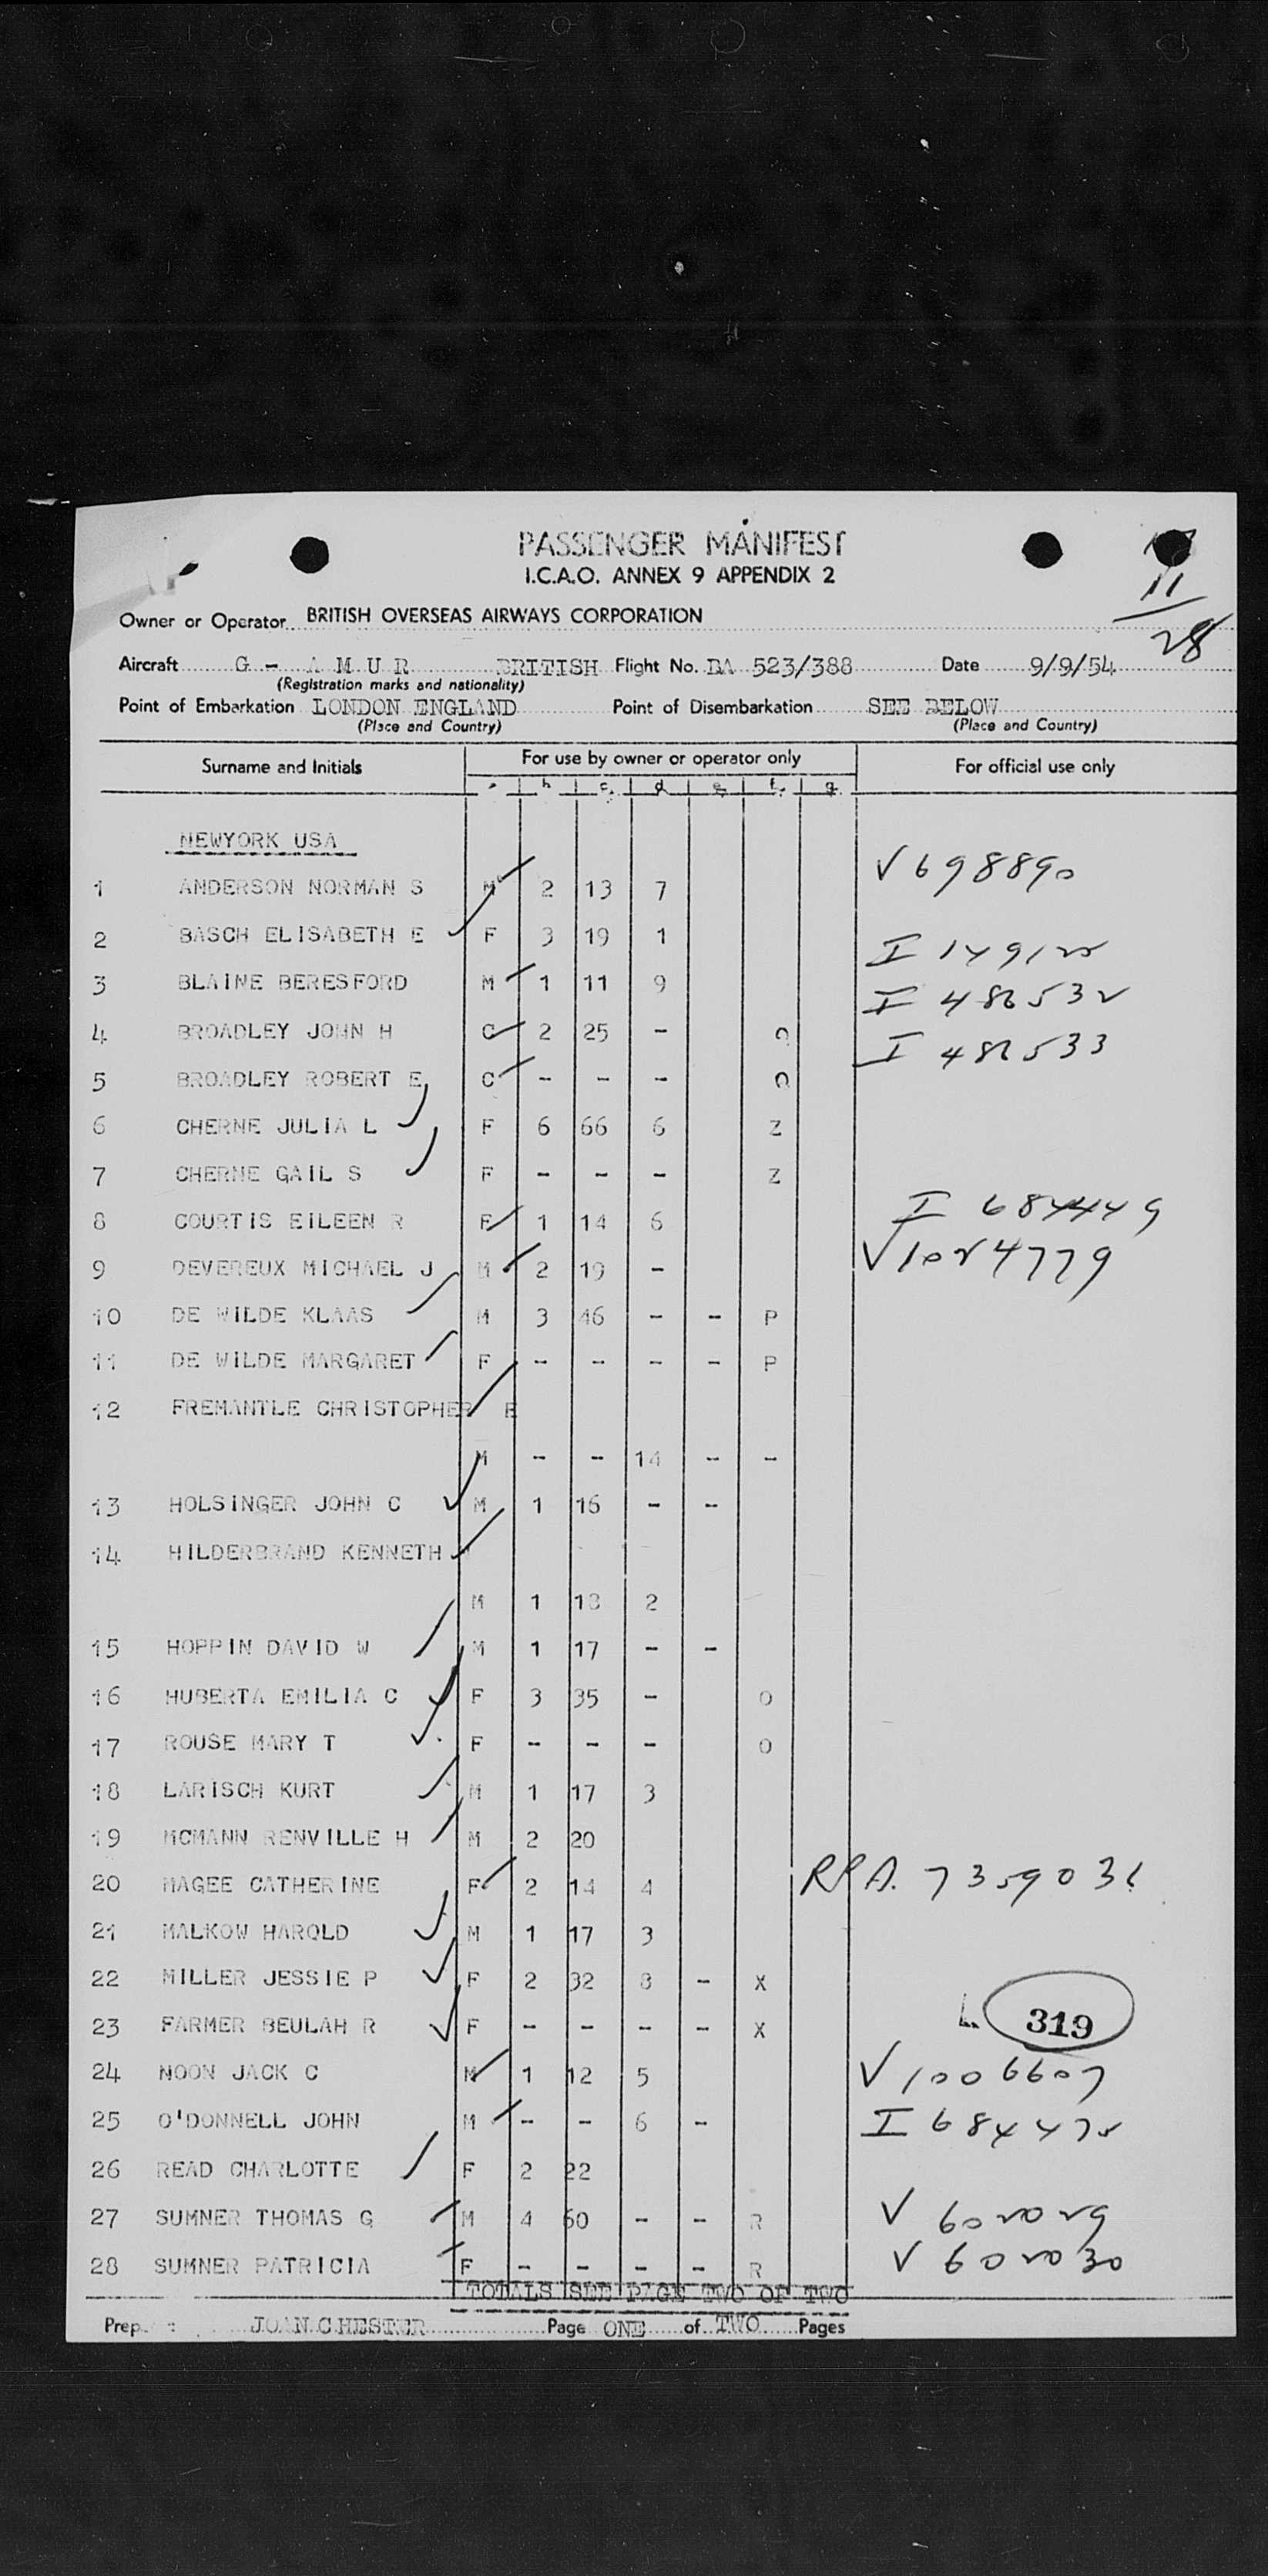 PASSENGER MANIFEST
I.C.A.O. ANNEX 9 APPENDIX 2
11
28
Owner or Operator BRITISH OVERSEAS AIRWAYS CORPORATION
Aircraft G - A M U R BRITISH Flight No. BA 523/388 Date 9/9/54
(Registration marks and nationality)
Point of Embarkation LONDON ENGLAND Point of Disembarkation SEE BELOW
(Place and Country) (Place and Country)
Surname and Initials For use by owner or operator only For official use only
a b c. d e f. g.
NEWYORK USA
1 ANDERSON NORMAN S M 2 13 7 V 698890
2 BASCH ELISABETH E F 3 19 1
3 BLAINE BERESFORD M 1 11 9 I
4 BROADLEY JOHN H C 2 25 - Q I 482532
5 BROADLEY ROBERT E C - - - Q I 482533
6 CHERNE JULIA L F 6 66 6 Z
7 CHERNE GAIL S F - - - Z
8 COURTIS EILEEN R F 1 14 6 I 684449
9 DEVEREUX MICHAEL J M 2 19 - V 1024779
10 DE WILDE KLAAS M 3 46 - - P
11 DE WILDE MARGARET F - - - - P
12 FREMANTLE CHRISTOPHER E
M - - 14 - -
13 HOLSINGER JOHN C M 1 16 - -
14 HILDERBRAND KENNETH
M 1 18 2
15 HOPPIN DAVID W M 1 17 - -
16 HUBERTA EMILIA C F 3 35 - O
17 ROUSE MARY T F - - - O
18 LARISCH KURT M 1 17 3
19 MCMANN RENVILLE H M 2 20
20 MAGEE CATHERINE F 2 14 4 RPA.
21 MALKOW HAROLD M 1 17 3
22 MILLER JESSIE P F 2 32 8 - X
23 FARMER BEULAH R F - - - - X 319
24 NOON JACK C M 1 12 5 V 1006607
25 O'DONNELL JOHN M - - 6 - I 684472
26 READ CHARLOTTE F 2 22
27 SUMNER THOMAS G M 4 60 - - R V 602029
28 SUMNER PATRICIA F - - - - R V 602030
TOTALS SEE PAGE TWO OF TWO
Prep : JOAN CHESTER Page ONE of TWO Pages